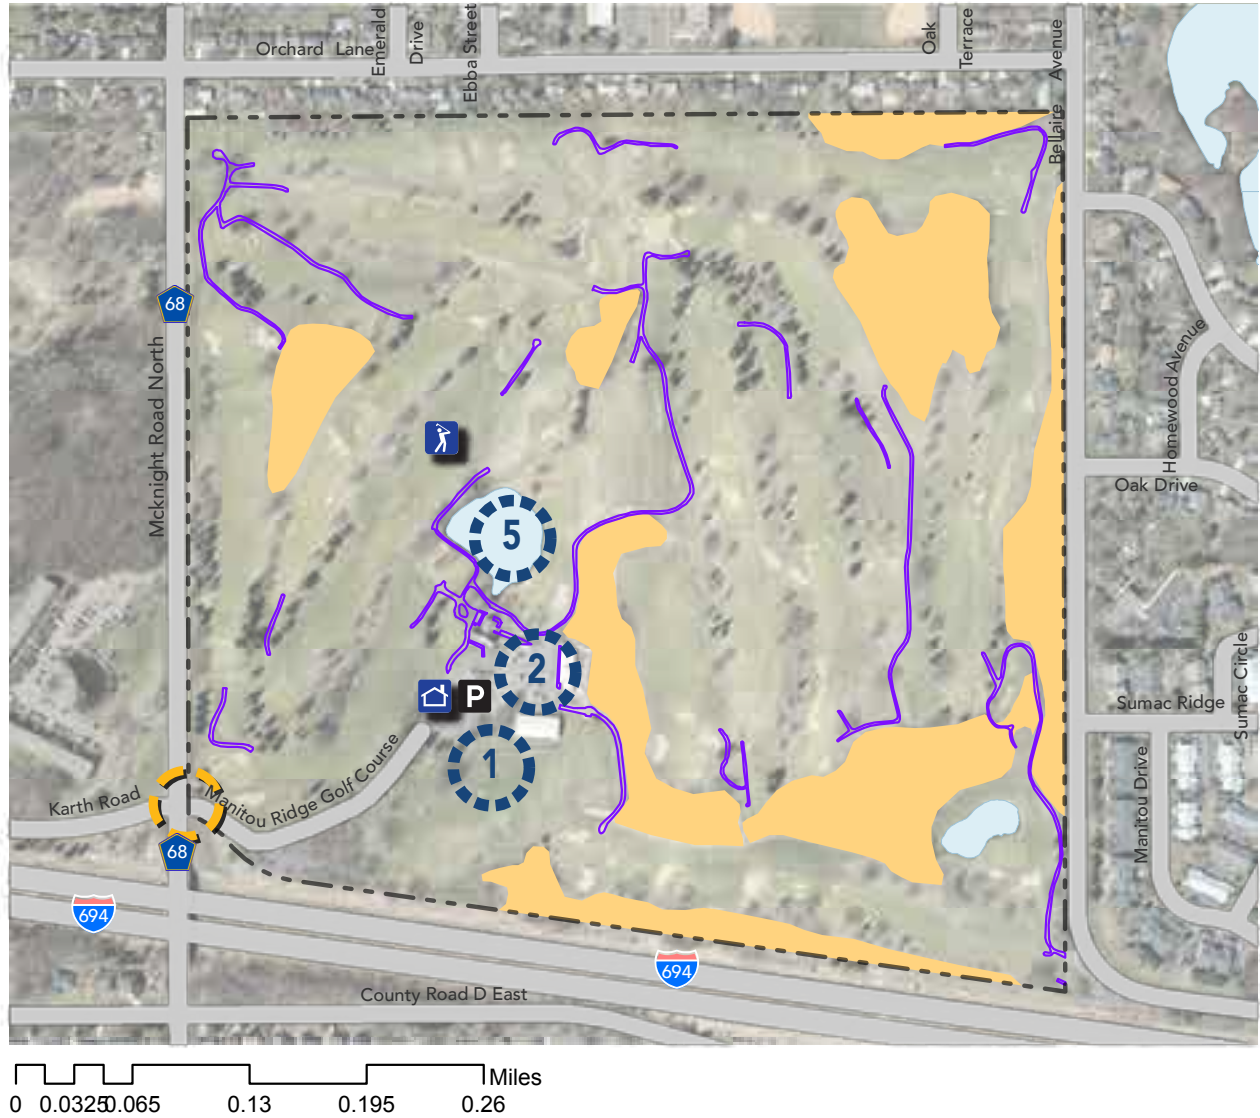 Orchard Lane
Emerald
Drive
Ebba Street
Oak
Terrace
Bellaire Avenue
68
Mcknight Road North
Homewood Avenue
Oak Drive
5
2
P
1
Sumac Ridge
Sumac Circle
Manitou Drive
Karth Road
Manitou Ridge Golf Course
68
694
694
County Road D East
Miles
0 0.0325 0.065 0.13 0.195 0.26